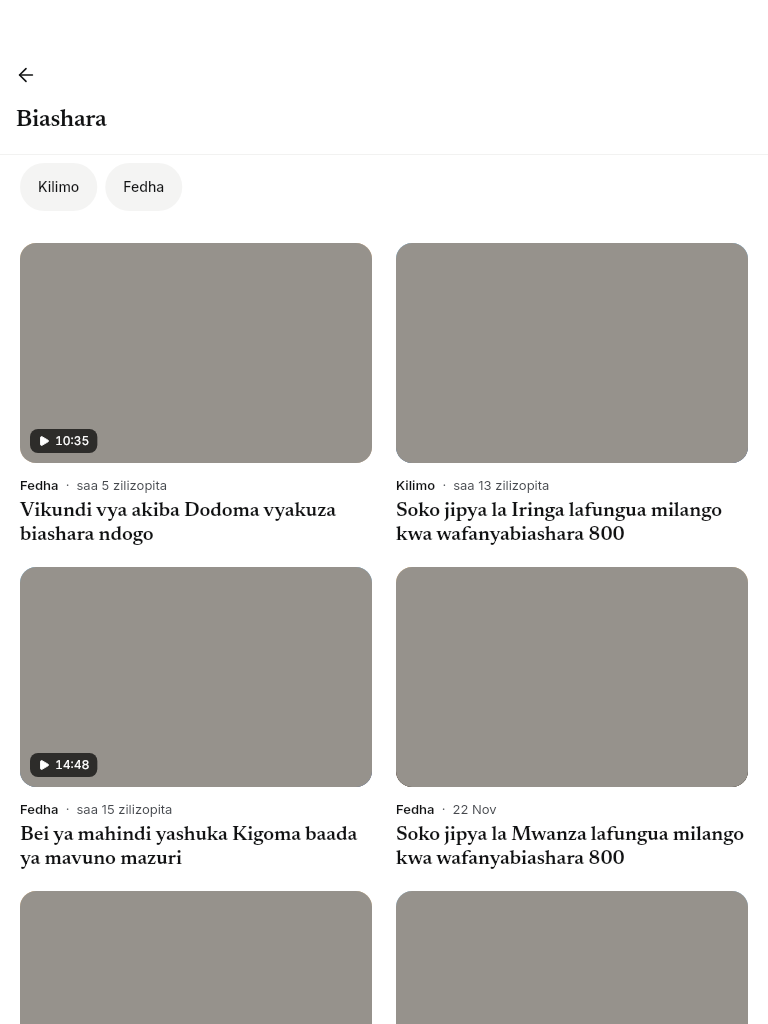 Biashara
Kilimo
Fedha
10:35
Fedha · saa 5 zilizopita
Vikundi vya akiba Dodoma vyakuza
biashara ndogo
Kilimo · saa 13 zilizopita
Soko jipya la Iringa lafungua milango
kwa wafanyabiashara 800
14:48
Fedha · saa 15 zilizopita
Bei ya mahindi yashuka Kigoma baada
ya mavuno mazuri
Fedha · 22 Nov
Soko jipya la Mwanza lafungua milango
kwa wafanyabiashara 800